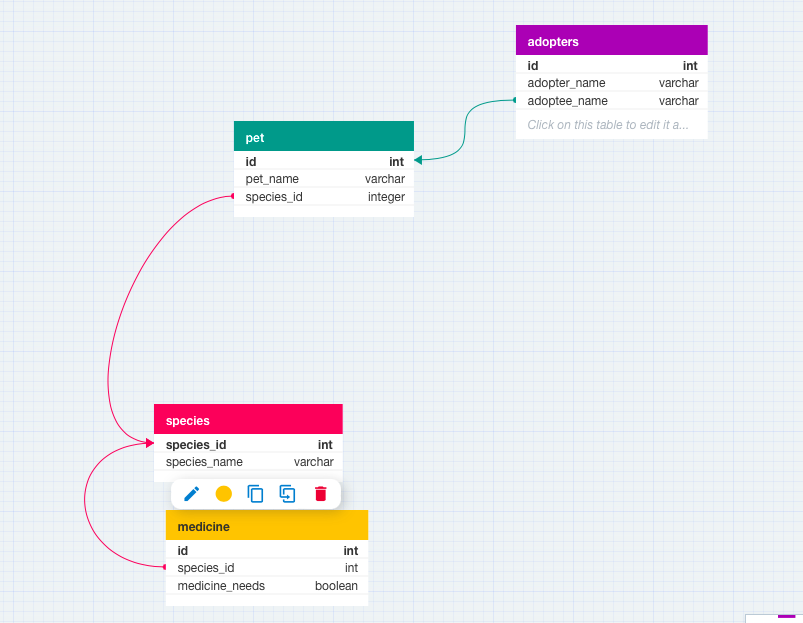 adopters
id int
adopter_name varchar
adoptee_name varchar
Click on this table to edit it a...
pet
id int
pet_name varchar
species_id integer
species
species_id int
species_name varchar
medicine
id int
species_id int
medicine_needs boolean